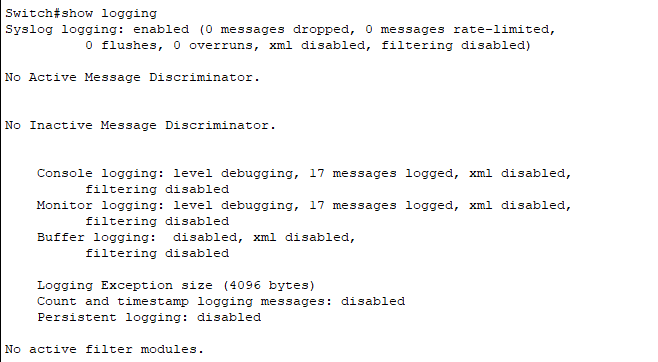 Switch#show logging
Syslog logging: enabled (0 messages dropped, 0 messages rate-limited,
          0 flushes, 0 overruns, xml disabled, filtering disabled)

No Active Message Discriminator.


No Inactive Message Discriminator.


    Console logging: level debugging, 17 messages logged, xml disabled,
          filtering disabled
    Monitor logging: level debugging, 17 messages logged, xml disabled,
          filtering disabled
    Buffer logging:  disabled, xml disabled,
          filtering disabled

    Logging Exception size (4096 bytes)
    Count and timestamp logging messages: disabled
    Persistent logging: disabled

No active filter modules.